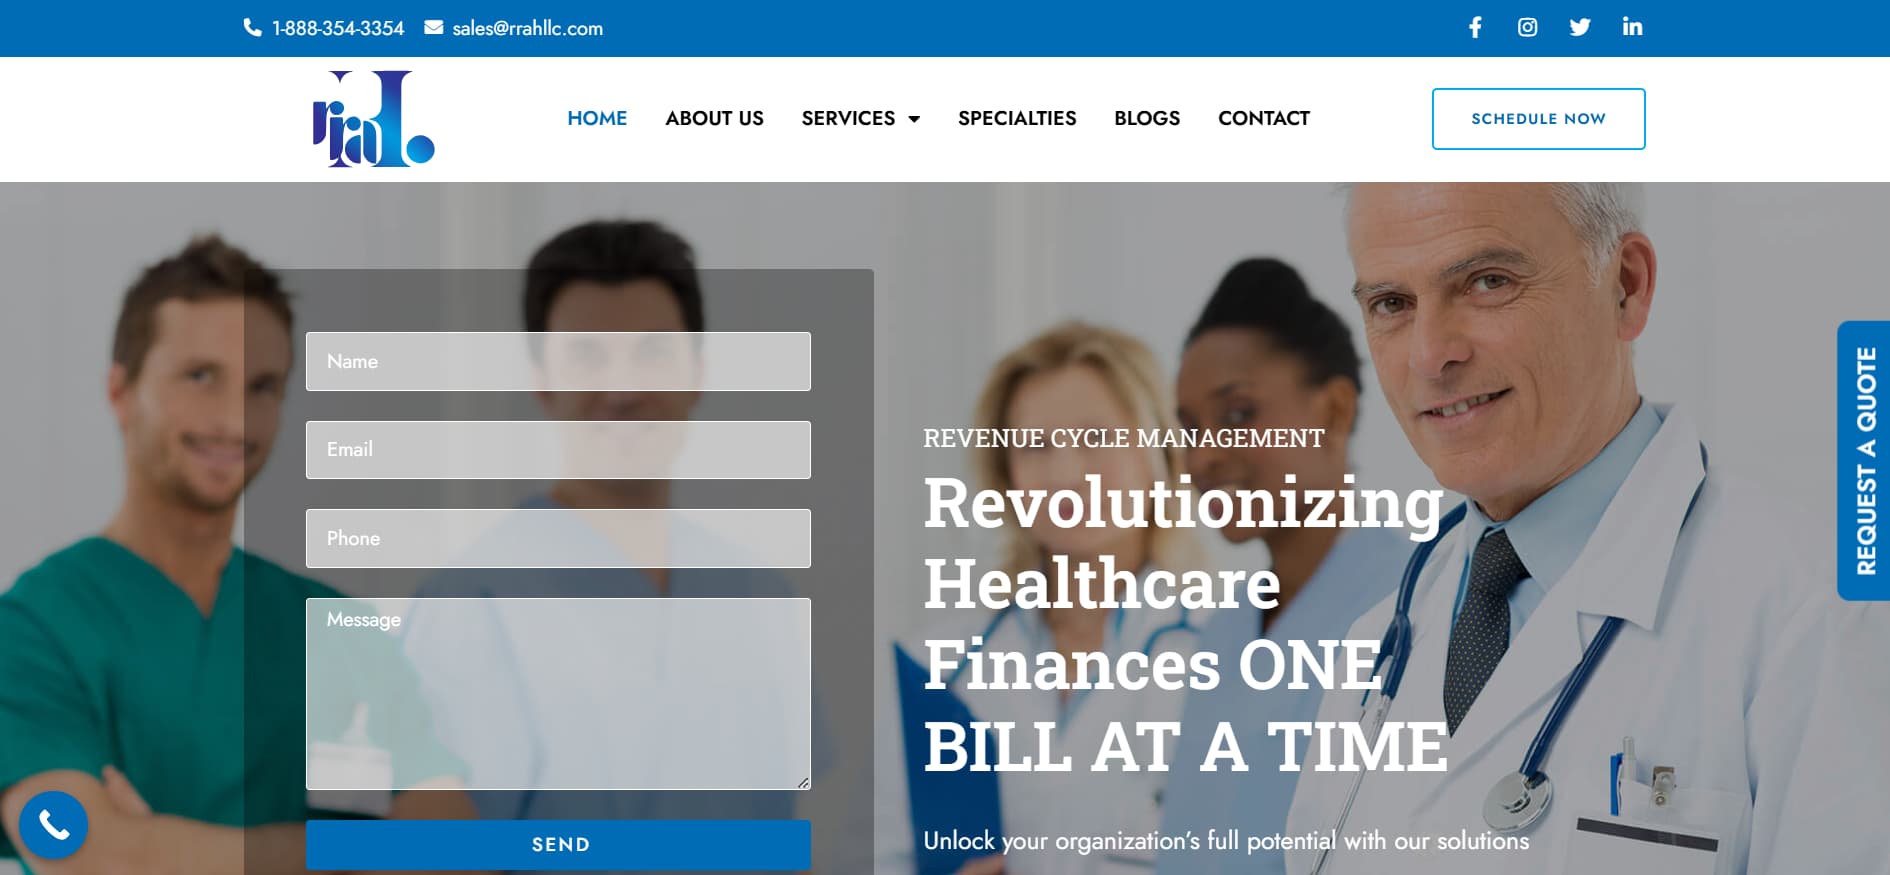 1-888-354-3354 sales@rrahllc.com
rrah
HOME ABOUT US SERVICES SPECIALTIES BLOGS CONTACT
SCHEDULE NOW
Name
Email
Phone
Message
SEND
REVENUE CYCLE MANAGEMENT
Revolutionizing
Healthcare
Finances ONE
BILL AT A TIME
Unlock your organization’s full potential with our solutions
REQUEST A QUOTE